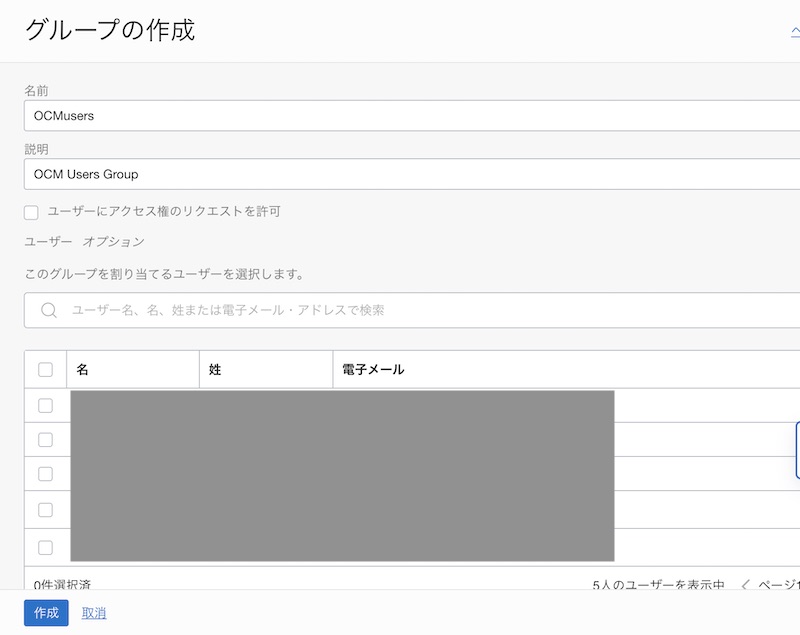 グループの作成
名前
OCMusers
説明
OCM Users Group
ユーザーにアクセス権のリクエストを許可
ユーザー オプション
このグループを割り当てるユーザーを選択します。
ユーザー名、名、姓または電子メール・アドレスで検索
名 姓 電子メール
0件選択済 5人のユーザーを表示中 ページ1
作成 取消